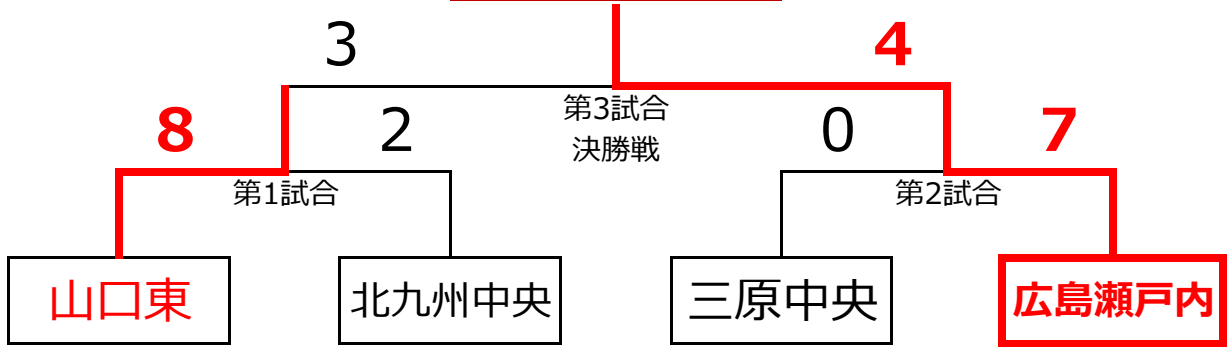 3
4
第3試合
決勝戦
8
2
0
7
第1試合
第2試合
山口東
北九州中央
三原中央
広島瀬戸内